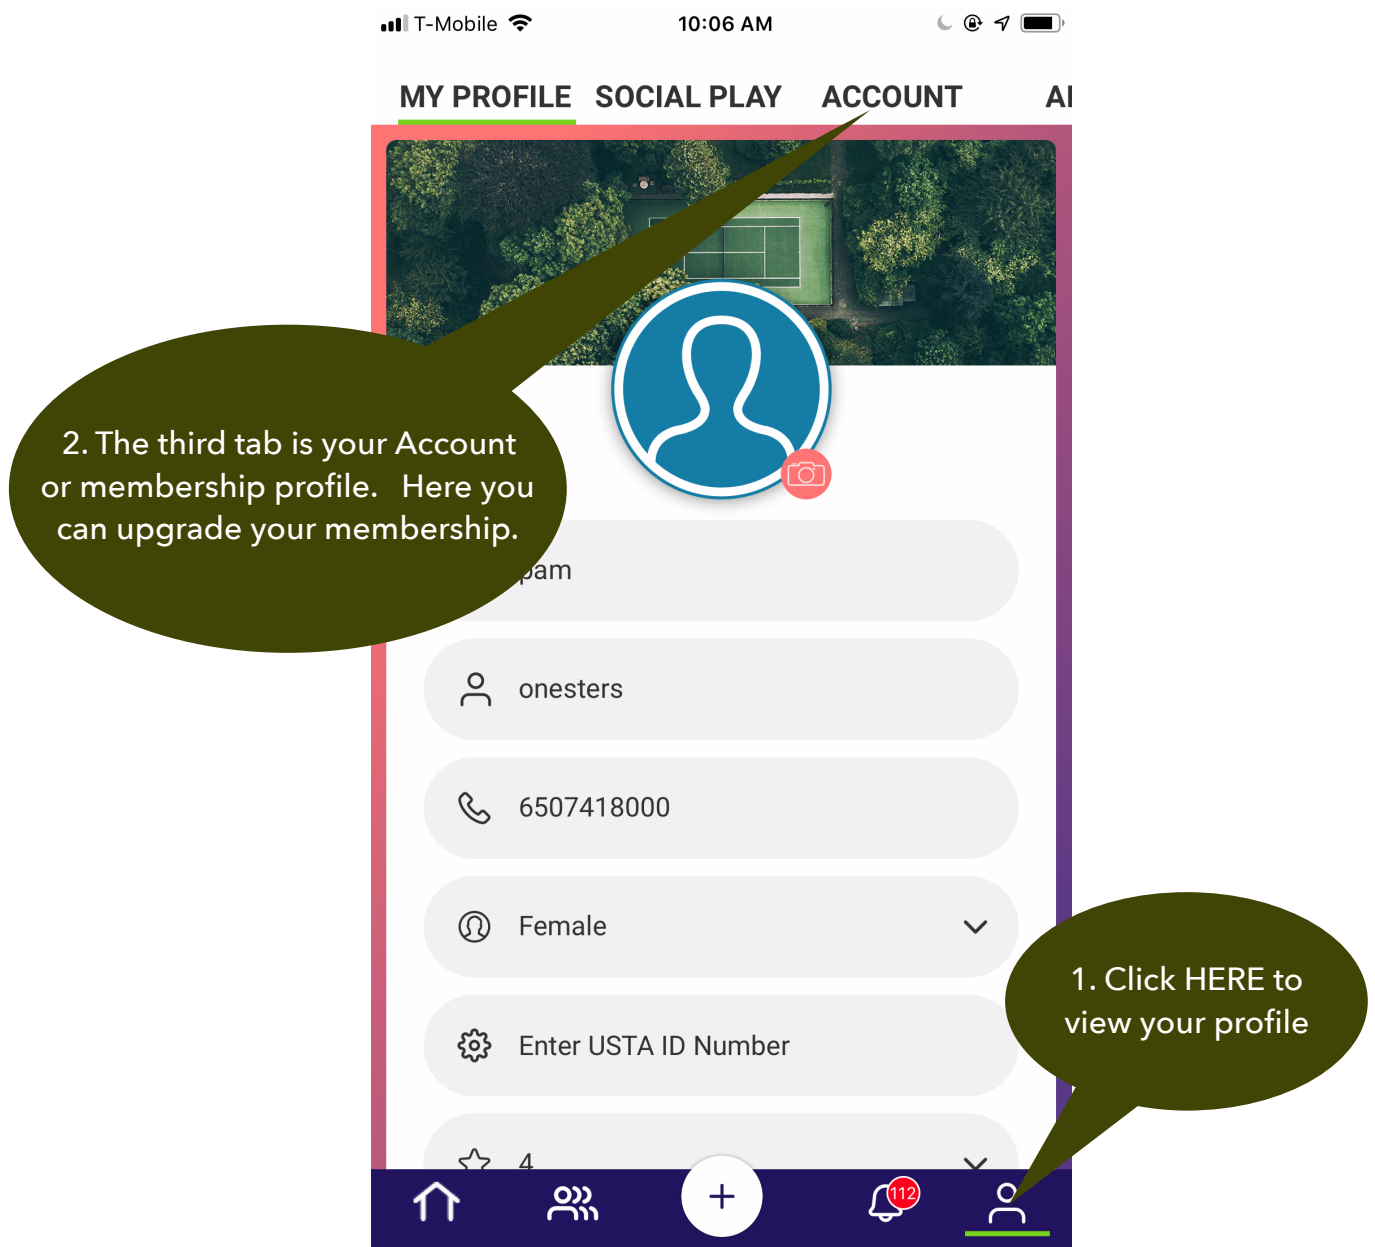 T-Mobile 10:06 AM
MY PROFILE SOCIAL PLAY ACCOUNT
2. The third tab is your Account
or membership profile. Here you
can upgrade your membership.
onesters
6507418000
Female
1. Click HERE to
view your profile
Enter USTA ID Number
4
112